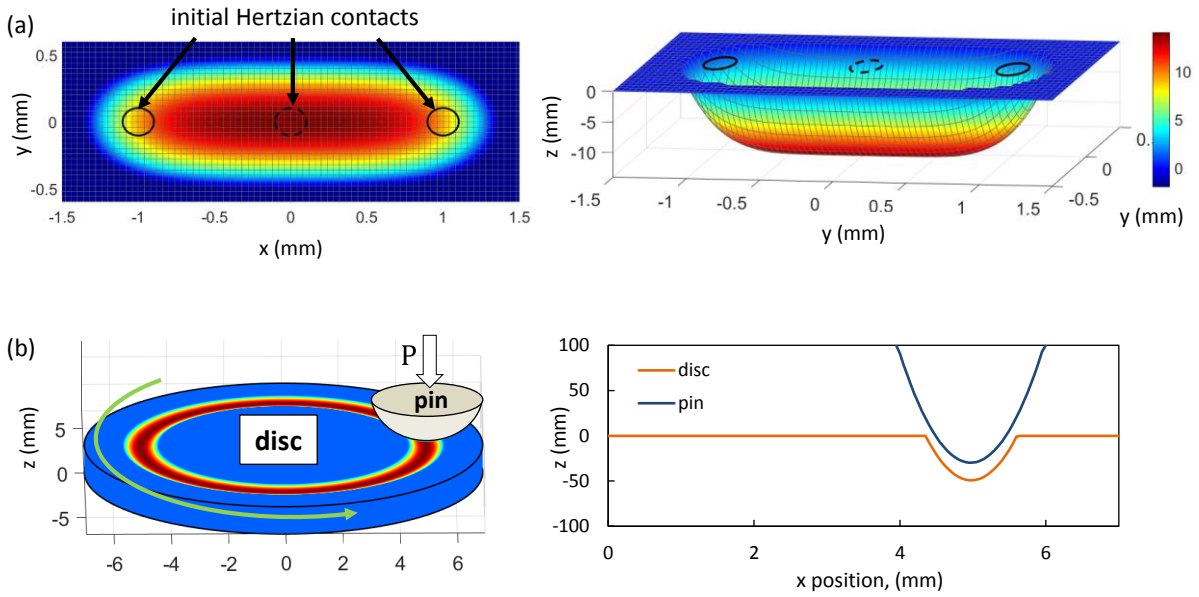 (a)
initial Hertzian contacts
y (mm)
0.5
0
-0.5
-1.5
-1
-0.5
0
0.5
1
1.5
x (mm)
z (mm)
0
-5
-10
-1.5
-1
-0.5
0
0.5
1
1.5
y (mm)
-0.5
0
0.
y (mm)
10
5
0
(b)
z (mm)
5
0
-5
-6
-4
-2
0
2
4
6
P
pin
disc
z (mm)
100
50
0
-50
-100
disc
pin
0
2
4
6
x position, (mm)